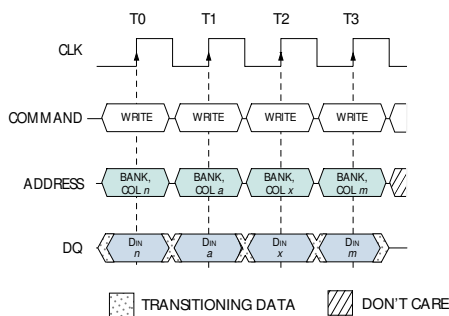 T0 T1 T2 T3
CLK
COMMAND WRITE WRITE WRITE WRITE
ADDRESS BANK, COL n BANK, COL a BANK, COL x BANK, COL m
DQ DIN n DIN a DIN x DIN m
TRANSITIONING DATA DON'T CARE